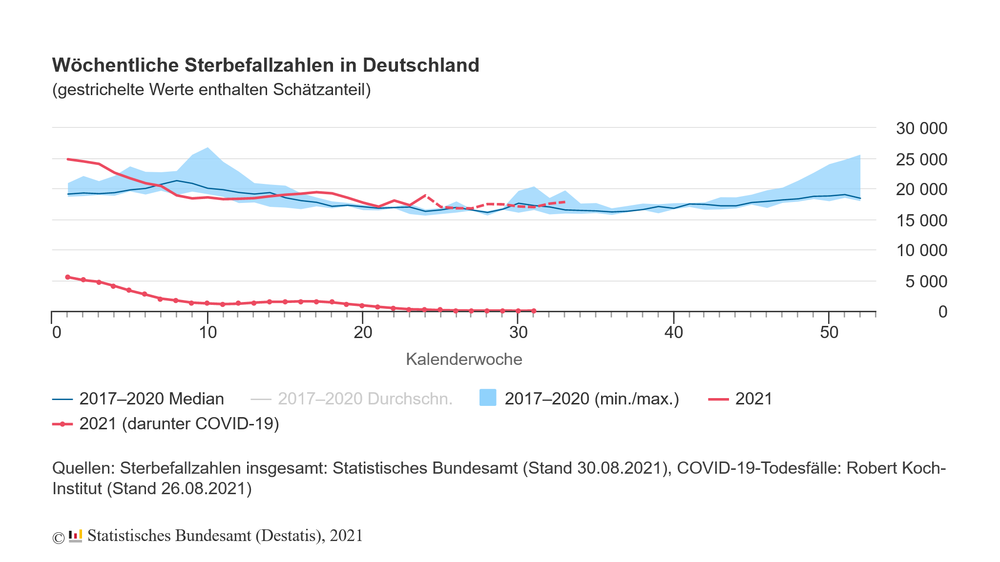 Wöchentliche Sterbefallzahlen in Deutschland
(gestrichelte Werte enthalten Schätzanteil)
30 000
25 000
20 000
15 000
10 000
5 000
0
0 10 20 30 40 50
Kalenderwoche
2017–2020 Median 2017–2020 Durchschn. 2017–2020 (min./max.) 2021
2021 (darunter COVID-19)
Quellen: Sterbefallzahlen insgesamt: Statistisches Bundesamt (Stand 30.08.2021), COVID-19-Todesfälle: Robert Koch-
Institut (Stand 26.08.2021)
© Statistisches Bundesamt (Destatis), 2021